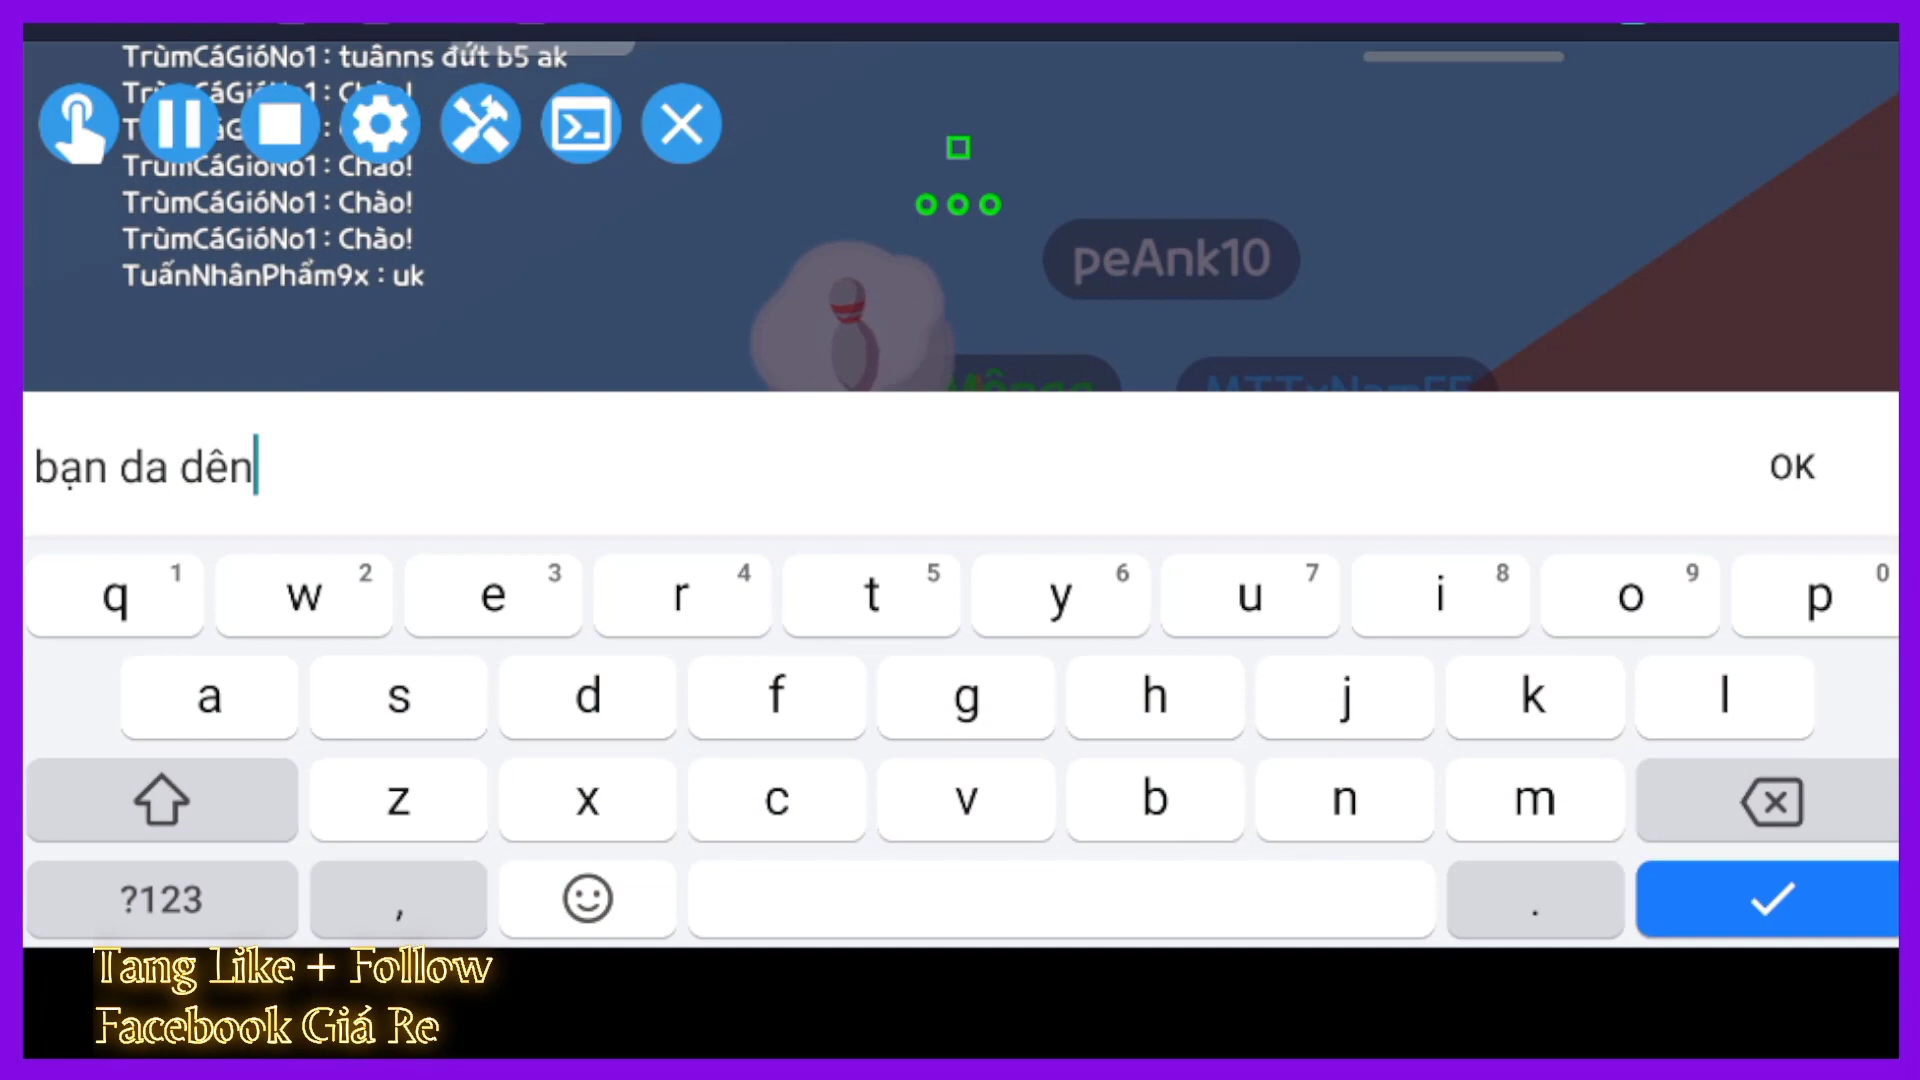 TrùmCáGióNo1 : tuânns đứt b5 ak
TrùmCáGióNo1 : Chào!
TrùmCáGióNo1 : Chào!
TrùmCáGióNo1 : Chào!
TuấnNhânPhẩm9x : uk
peAnk10
MTTxNamFF
bạn da dên
OK
q 1 w 2 e 3 r 4 t 5 y 6 u 7 i 8 o 9 p 0
a s d f g h j k l
z x c v b n m
?123 , .
Tang Like + Follow
Facebook Giá Re